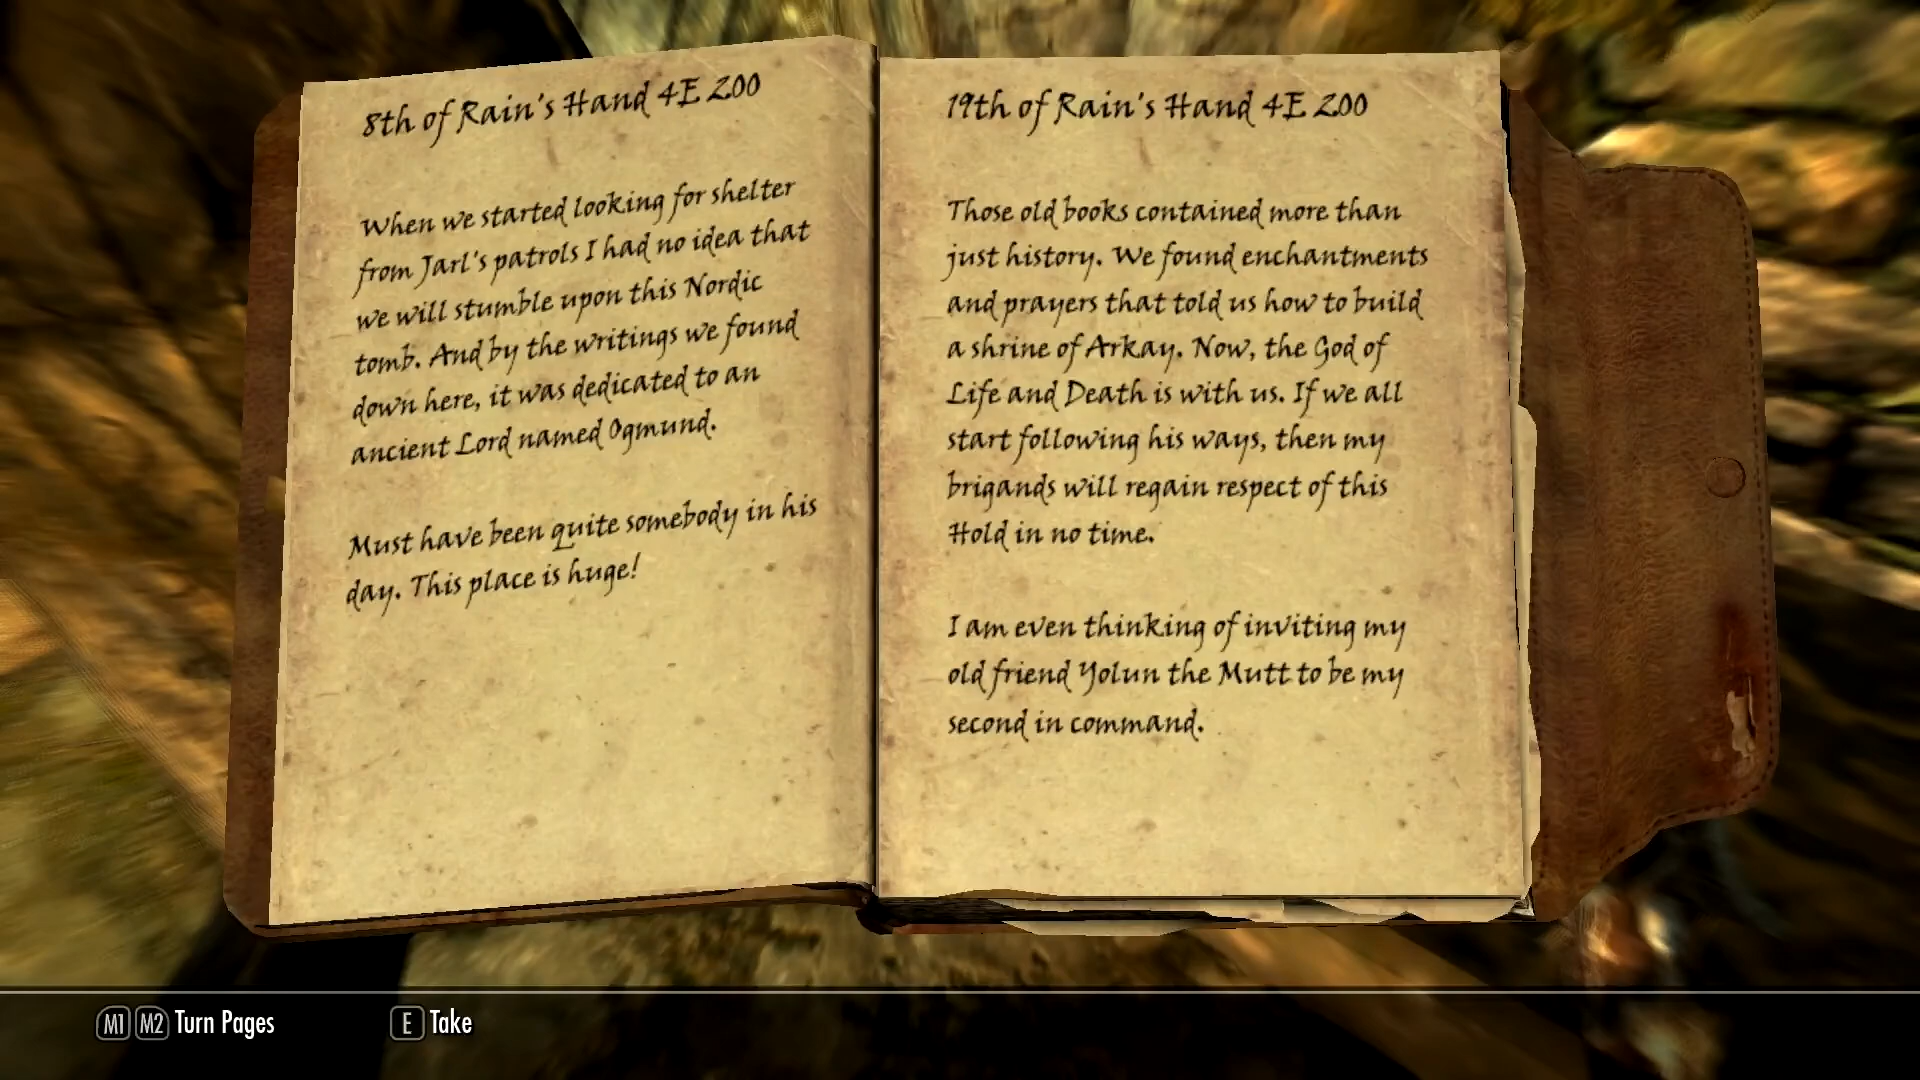 8th of Rain's Hand 4E 200
When we started looking for shelter
from Jarl's patrols I had no idea that
we will stumble upon this Nordic
tomb. And by the writings we found
down here, it was dedicated to an
ancient Lord named Ogmund.
Must have been quite somebody in his
day. This place is huge!
19th of Rain's Hand 4E 200
Those old books contained more than
just history. We found enchantments
and prayers that told us how to build
a shrine of Arkay. Now, the God of
Life and Death is with us. If we all
start following his ways, then my
brigands will regain respect of this
Hold in no time.
I am even thinking of inviting my
old friend Yolun the Mutt to be my
second in command.
M1 M2 Turn Pages
E Take